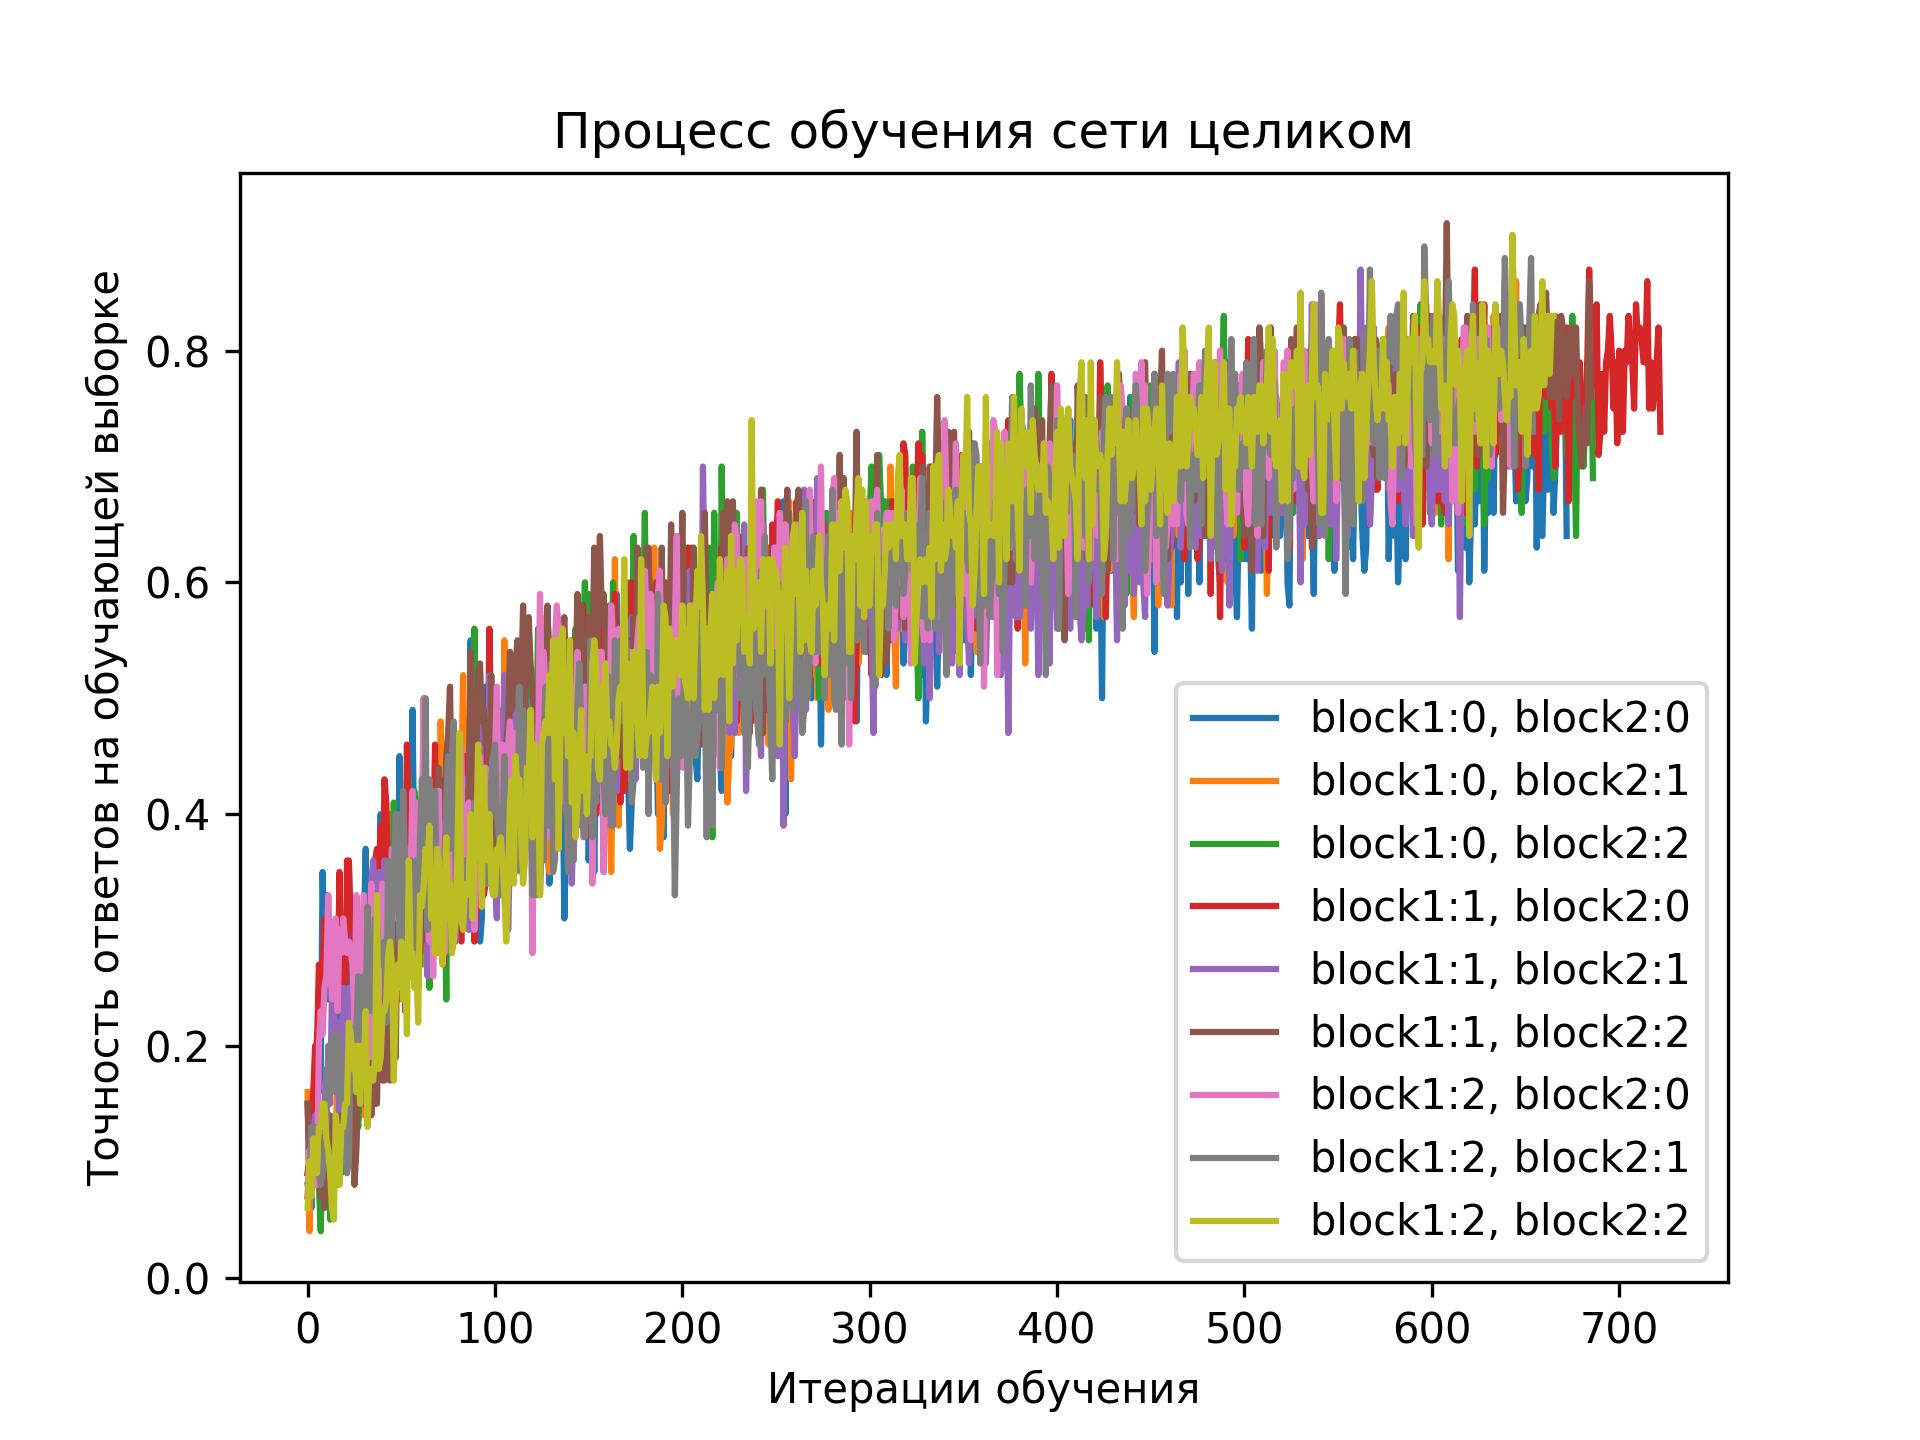 Процесс обучения сети целиком
Точность ответов на обучающей выборке
0.8
0.6
0.4
0.2
0.0
0 100 200 300 400 500 600 700
Итерации обучения
block1:0, block2:0
block1:0, block2:1
block1:0, block2:2
block1:1, block2:0
block1:1, block2:1
block1:1, block2:2
block1:2, block2:0
block1:2, block2:1
block1:2, block2:2